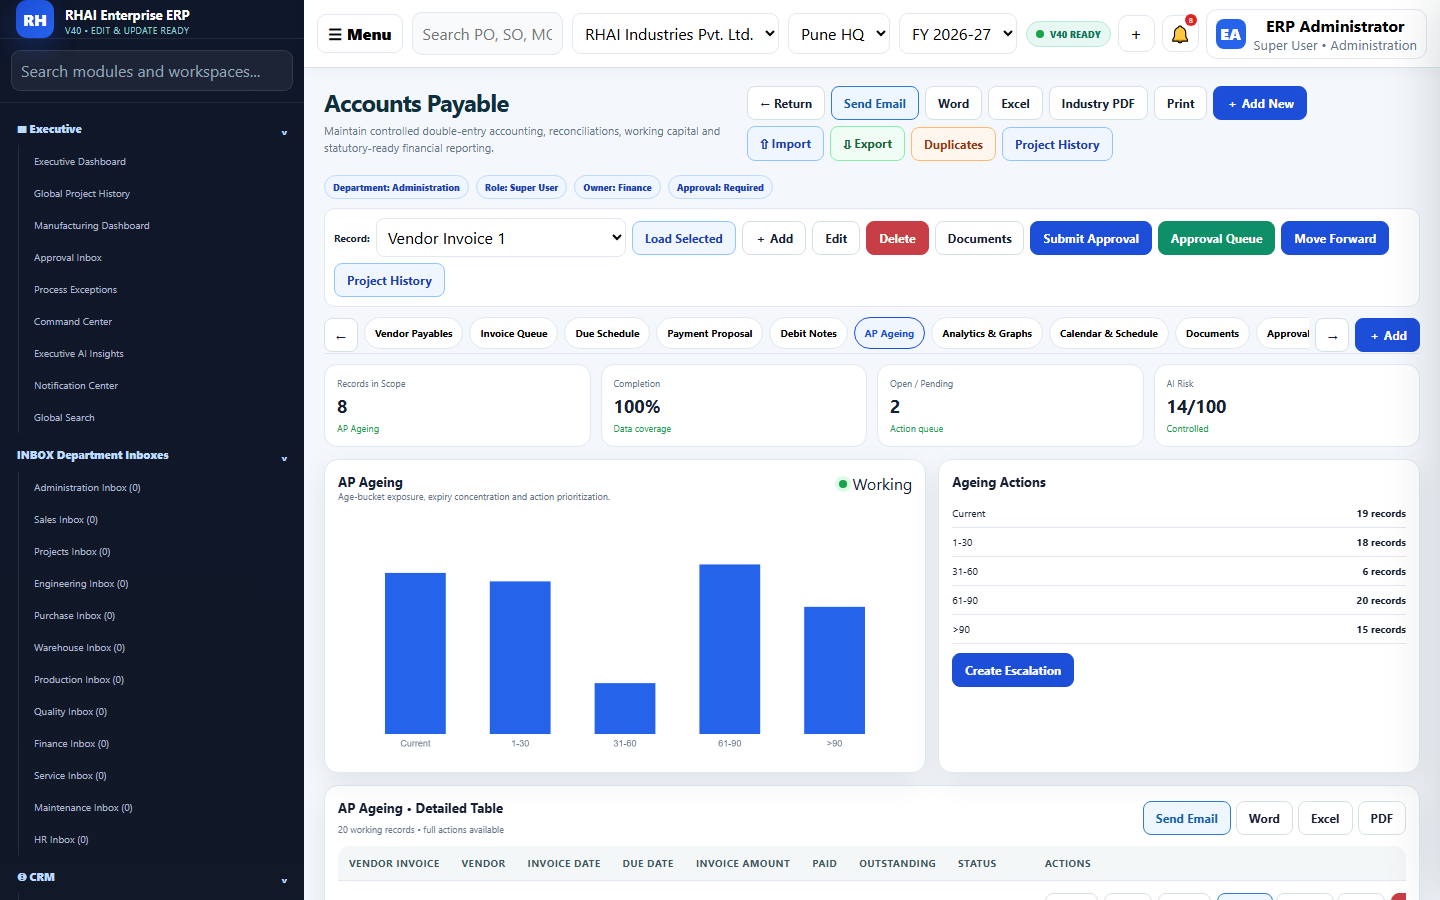 RH
RHAI Enterprise ERP
V40 • EDIT & UPDATE READY
Search modules and workspaces...
Executive
Executive Dashboard
Global Project History
Manufacturing Dashboard
Approval Inbox
Process Exceptions
Command Center
Executive AI Insights
Notification Center
Global Search
INBOX Department Inboxes
Administration Inbox (0)
Sales Inbox (0)
Projects Inbox (0)
Engineering Inbox (0)
Purchase Inbox (0)
Warehouse Inbox (0)
Production Inbox (0)
Quality Inbox (0)
Finance Inbox (0)
Service Inbox (0)
Maintenance Inbox (0)
HR Inbox (0)
CRM
☰ Menu
Search PO, SO, MO
RHAI Industries Pvt. Ltd.
Pune HQ
FY 2026-27
V40 READY
+
8
EA
ERP Administrator
Super User • Administration
Accounts Payable
Maintain controlled double-entry accounting, reconciliations, working capital and
statutory-ready financial reporting.
← Return
Send Email
Word
Excel
Industry PDF
Print
+ Add New
⇧ Import
⇩ Export
Duplicates
Project History
Department: Administration
Role: Super User
Owner: Finance
Approval: Required
Record:
Vendor Invoice 1
Load Selected
+ Add
Edit
Delete
Documents
Submit Approval
Approval Queue
Move Forward
Project History
←
Vendor Payables
Invoice Queue
Due Schedule
Payment Proposal
Debit Notes
AP Ageing
Analytics & Graphs
Calendar & Schedule
Documents
Approval
→
+ Add
Records in Scope
8
AP Ageing
Completion
100%
Data coverage
Open / Pending
2
Action queue
AI Risk
14/100
Controlled
AP Ageing
Age-bucket exposure, expiry concentration and action prioritization.
Working
Current
1-30
31-60
61-90
>90
Ageing Actions
Current 19 records
1-30 18 records
31-60 6 records
61-90 20 records
>90 15 records
Create Escalation
AP Ageing • Detailed Table
20 working records • full actions available
Send Email
Word
Excel
PDF
VENDOR INVOICE VENDOR INVOICE DATE DUE DATE INVOICE AMOUNT PAID OUTSTANDING STATUS ACTIONS